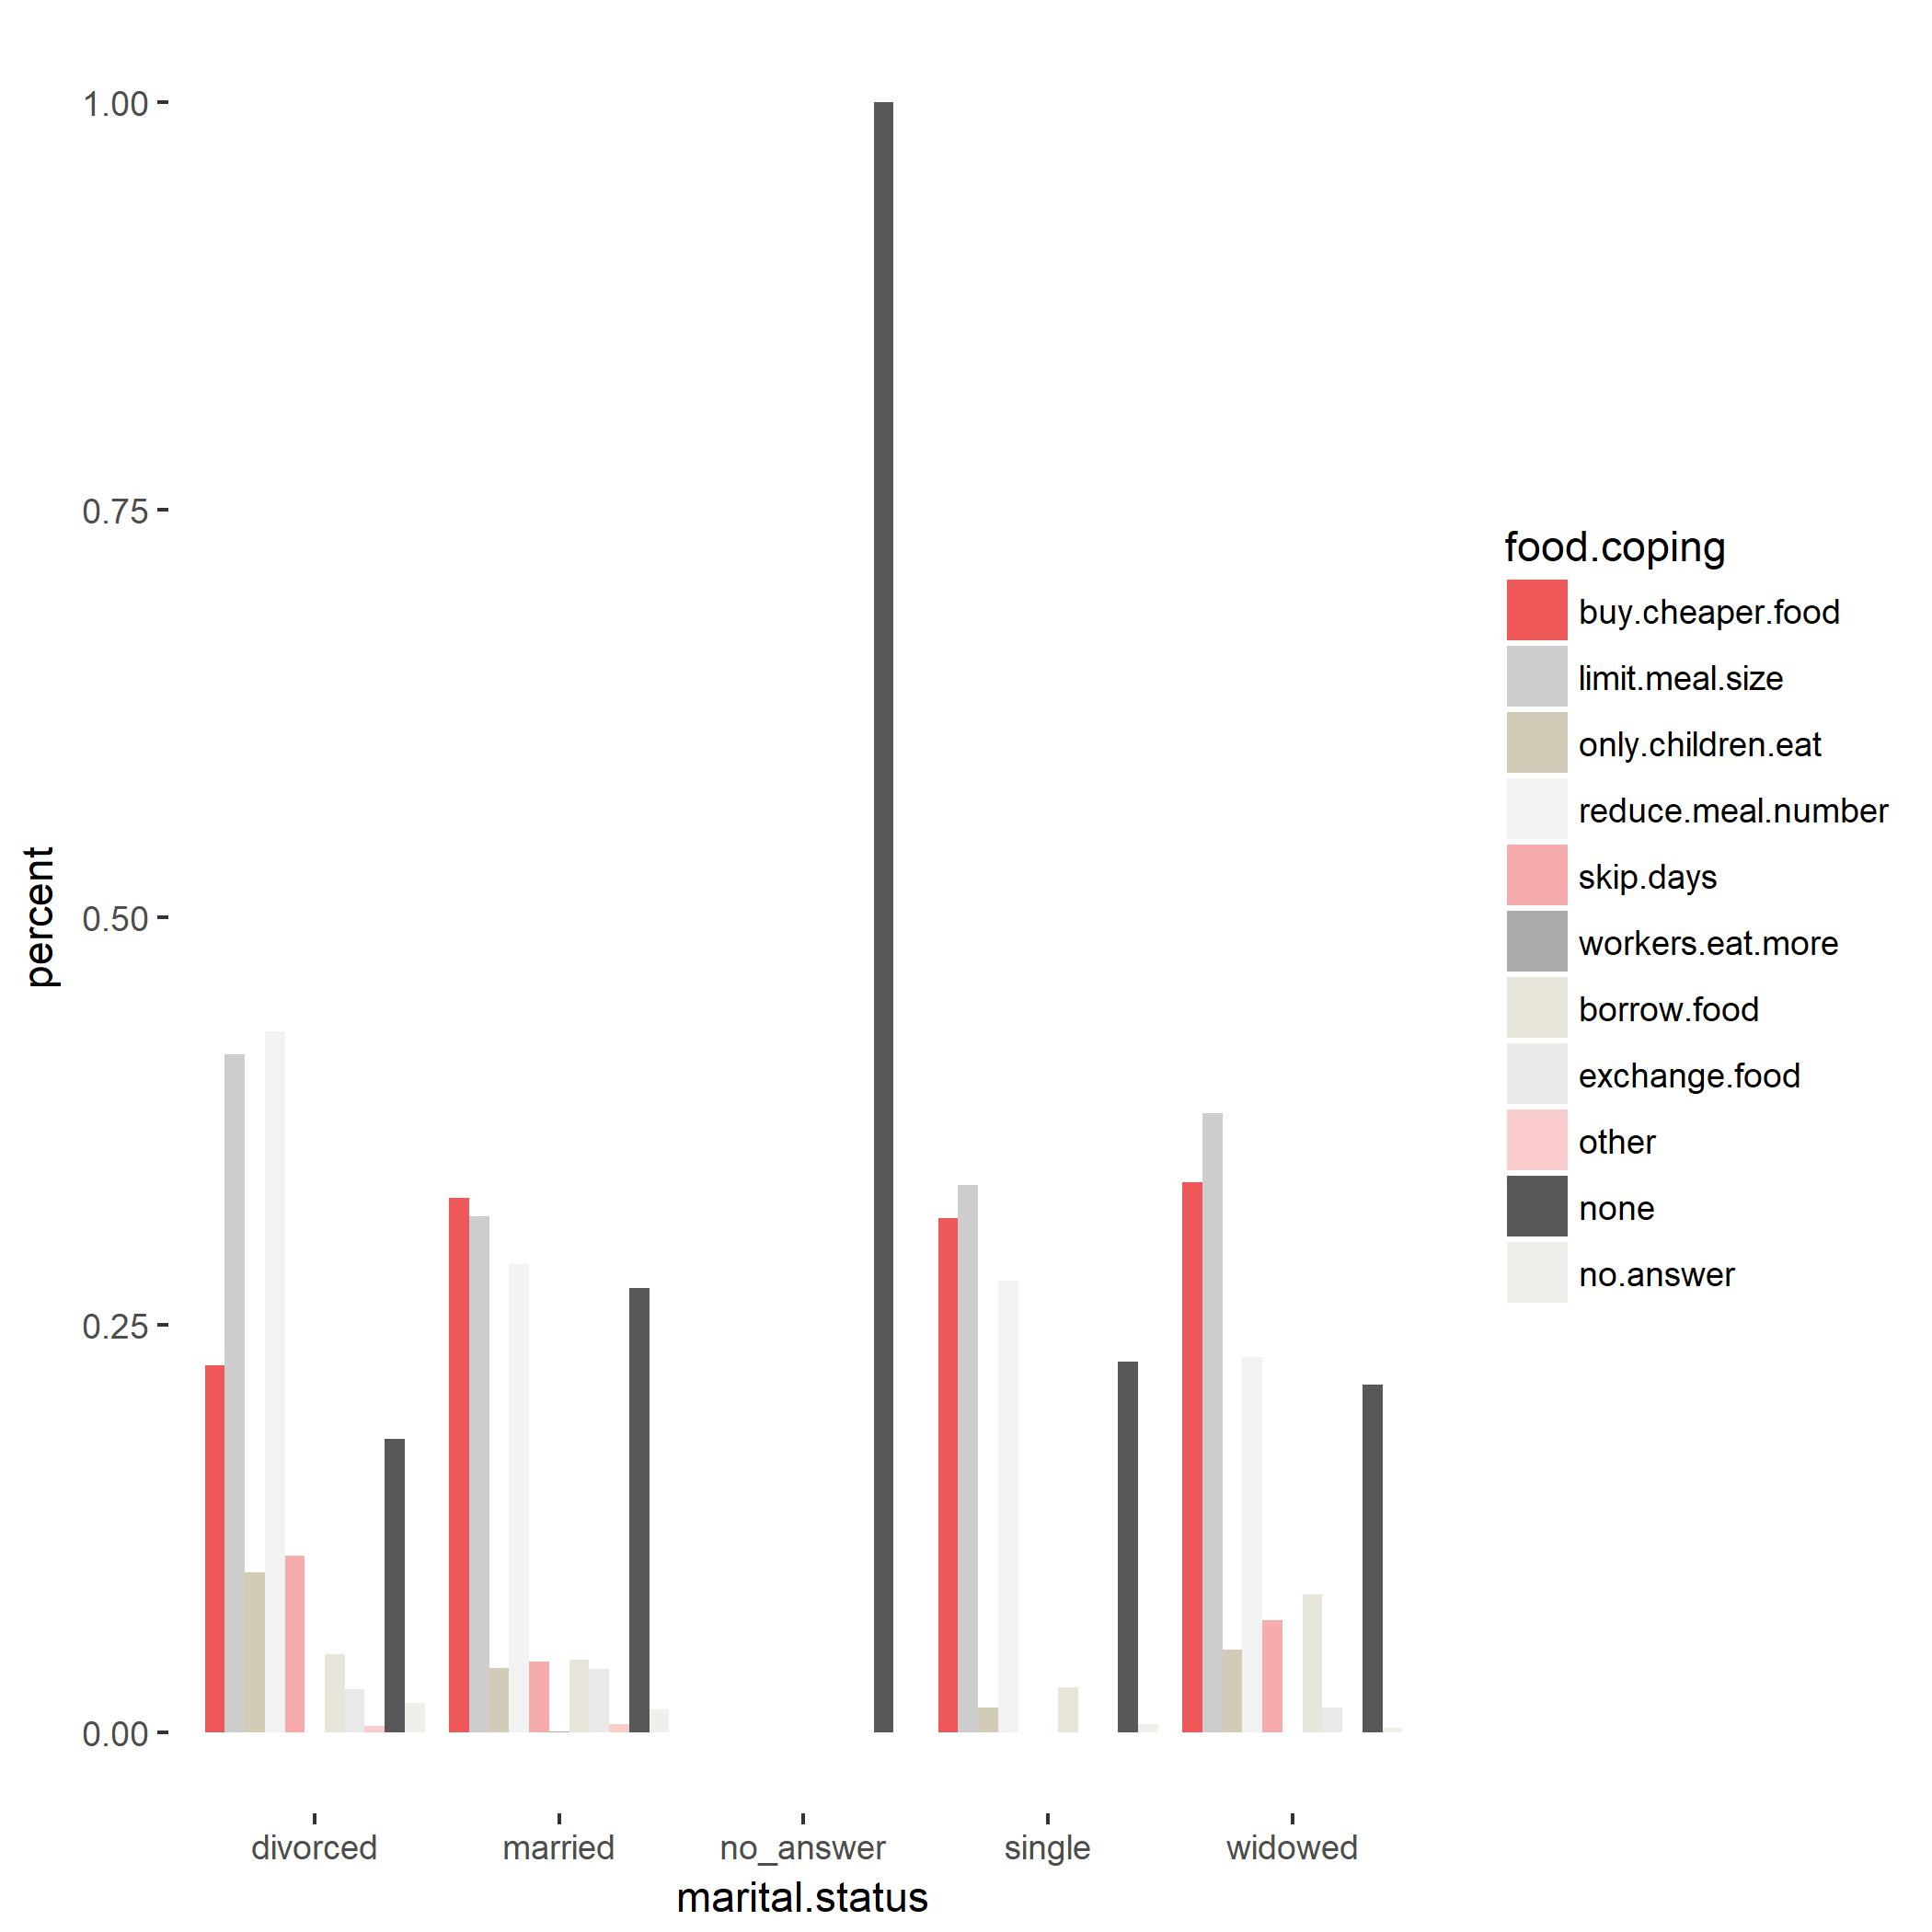 1.00
0.75
0.50
0.25
0.00
percent
divorced
married
no_answer
single
widowed
marital.status
food.coping
buy.cheaper.food
limit.meal.size
only.children.eat
reduce.meal.number
skip.days
workers.eat.more
borrow.food
exchange.food
other
none
no.answer